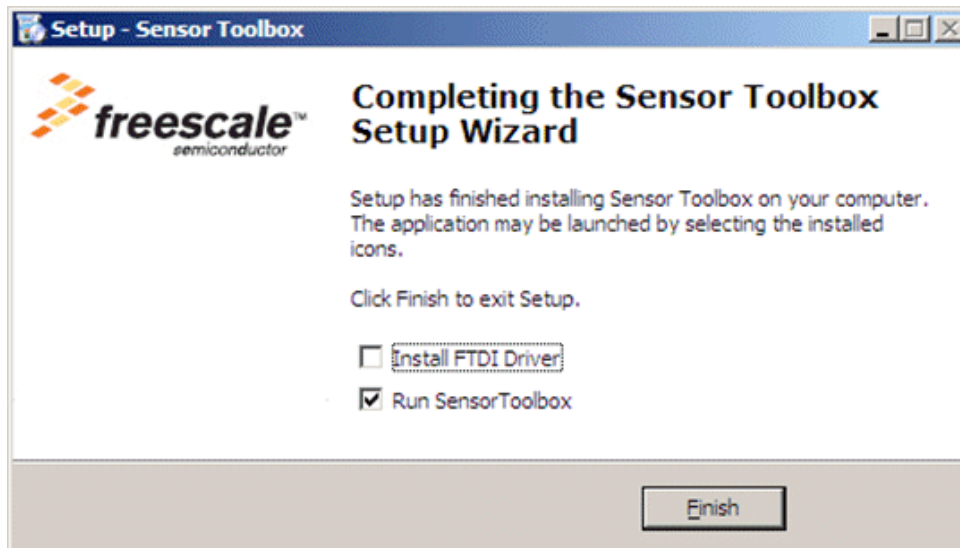 Setup - Sensor Toolbox
freescale™
semiconductor
Completing the Sensor Toolbox
Setup Wizard
Setup has finished installing Sensor Toolbox on your computer.
The application may be launched by selecting the installed
icons.
Click Finish to exit Setup.
Install FTDI Driver
Run SensorToolbox
Finish